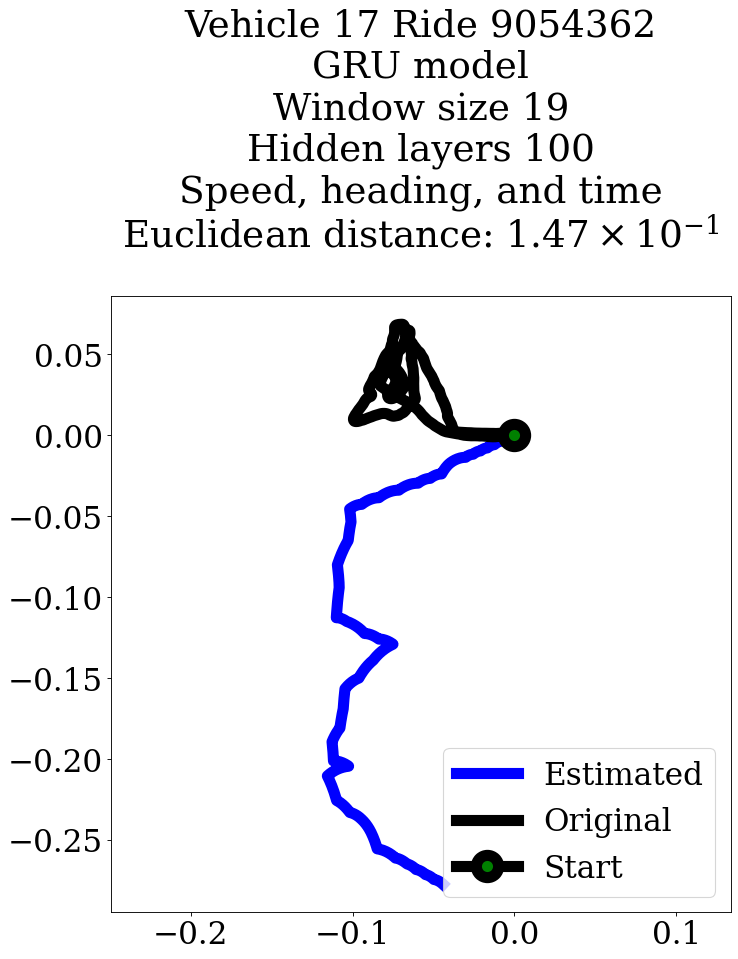 Vehicle 17 Ride 9054362
GRU model
Window size 19
Hidden layers 100
Speed, heading, and time
Euclidean distance: 1.47 × 10⁻¹
0.05
0.00
−0.05
−0.10
−0.15
−0.20
−0.25
Estimated
Original
Start
−0.2
−0.1
0.0
0.1